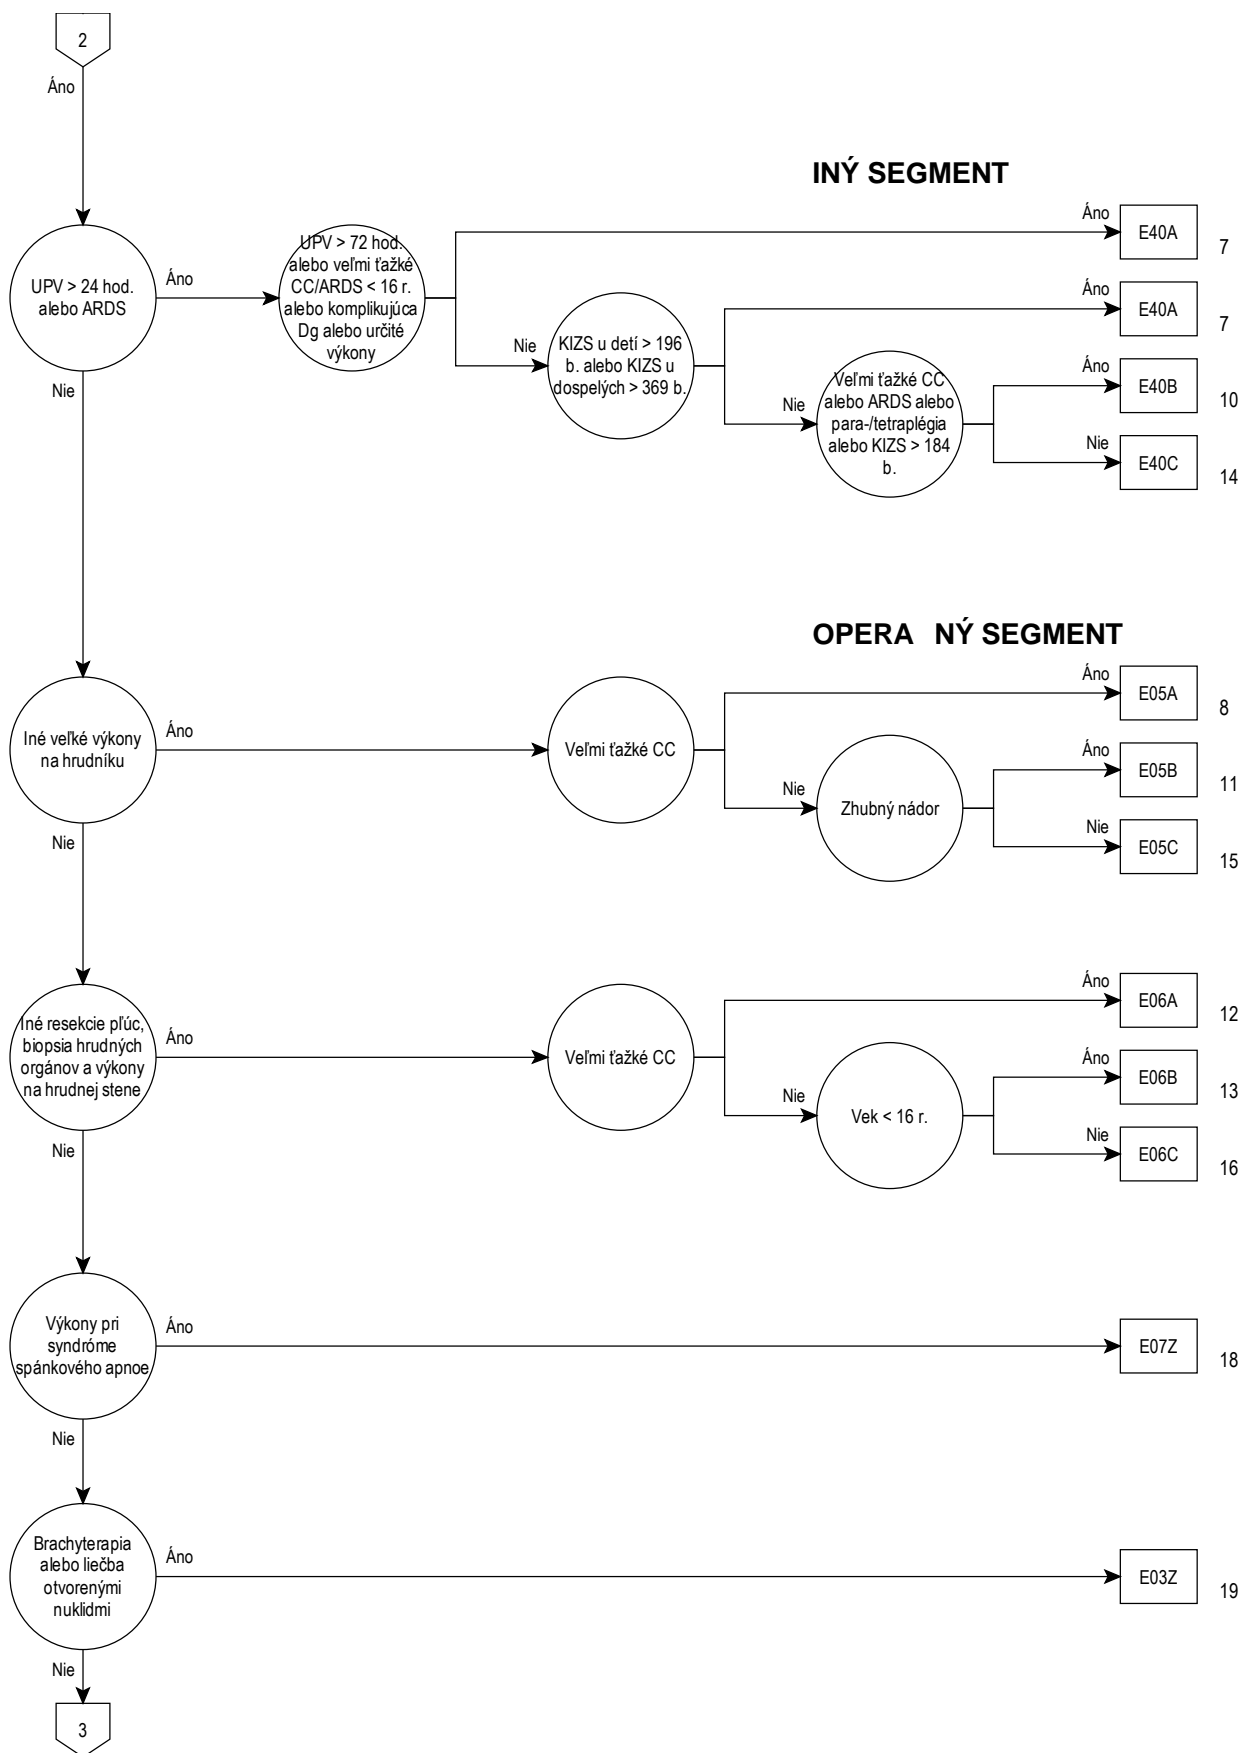 2
Áno
INÝ SEGMENT
UPV > 24 hod.
alebo ARDS
Áno
UPV > 72 hod.
alebo veľmi ťažké
CC/ARDS < 16 r.
alebo komplikujúca
Dg alebo určité
výkony
Áno
E40A
7
Nie
KIZS u detí > 196
b. alebo KIZS u
dospelých > 369 b.
Áno
E40A
7
Nie
Veľmi ťažké CC
alebo ARDS alebo
para-/tetraplégia
alebo KIZS > 184
b.
Áno
E40B
10
Nie
E40C
14
Nie
OPERA NÝ SEGMENT
Iné veľké výkony
na hrudníku
Áno
Veľmi ťažké CC
Áno
E05A
8
Nie
Zhubný nádor
Áno
E05B
11
Nie
E05C
15
Nie
Iné resekcie pľúc,
biopsia hrudných
orgánov a výkony
na hrudnej stene
Áno
Veľmi ťažké CC
Áno
E06A
12
Nie
Vek < 16 r.
Áno
E06B
13
Nie
E06C
16
Nie
Výkony pri
syndróme
spánkového apnoe
Áno
E07Z
18
Nie
Brachyterapia
alebo liečba
otvorenými
nuklidmi
Áno
E03Z
19
Nie
3